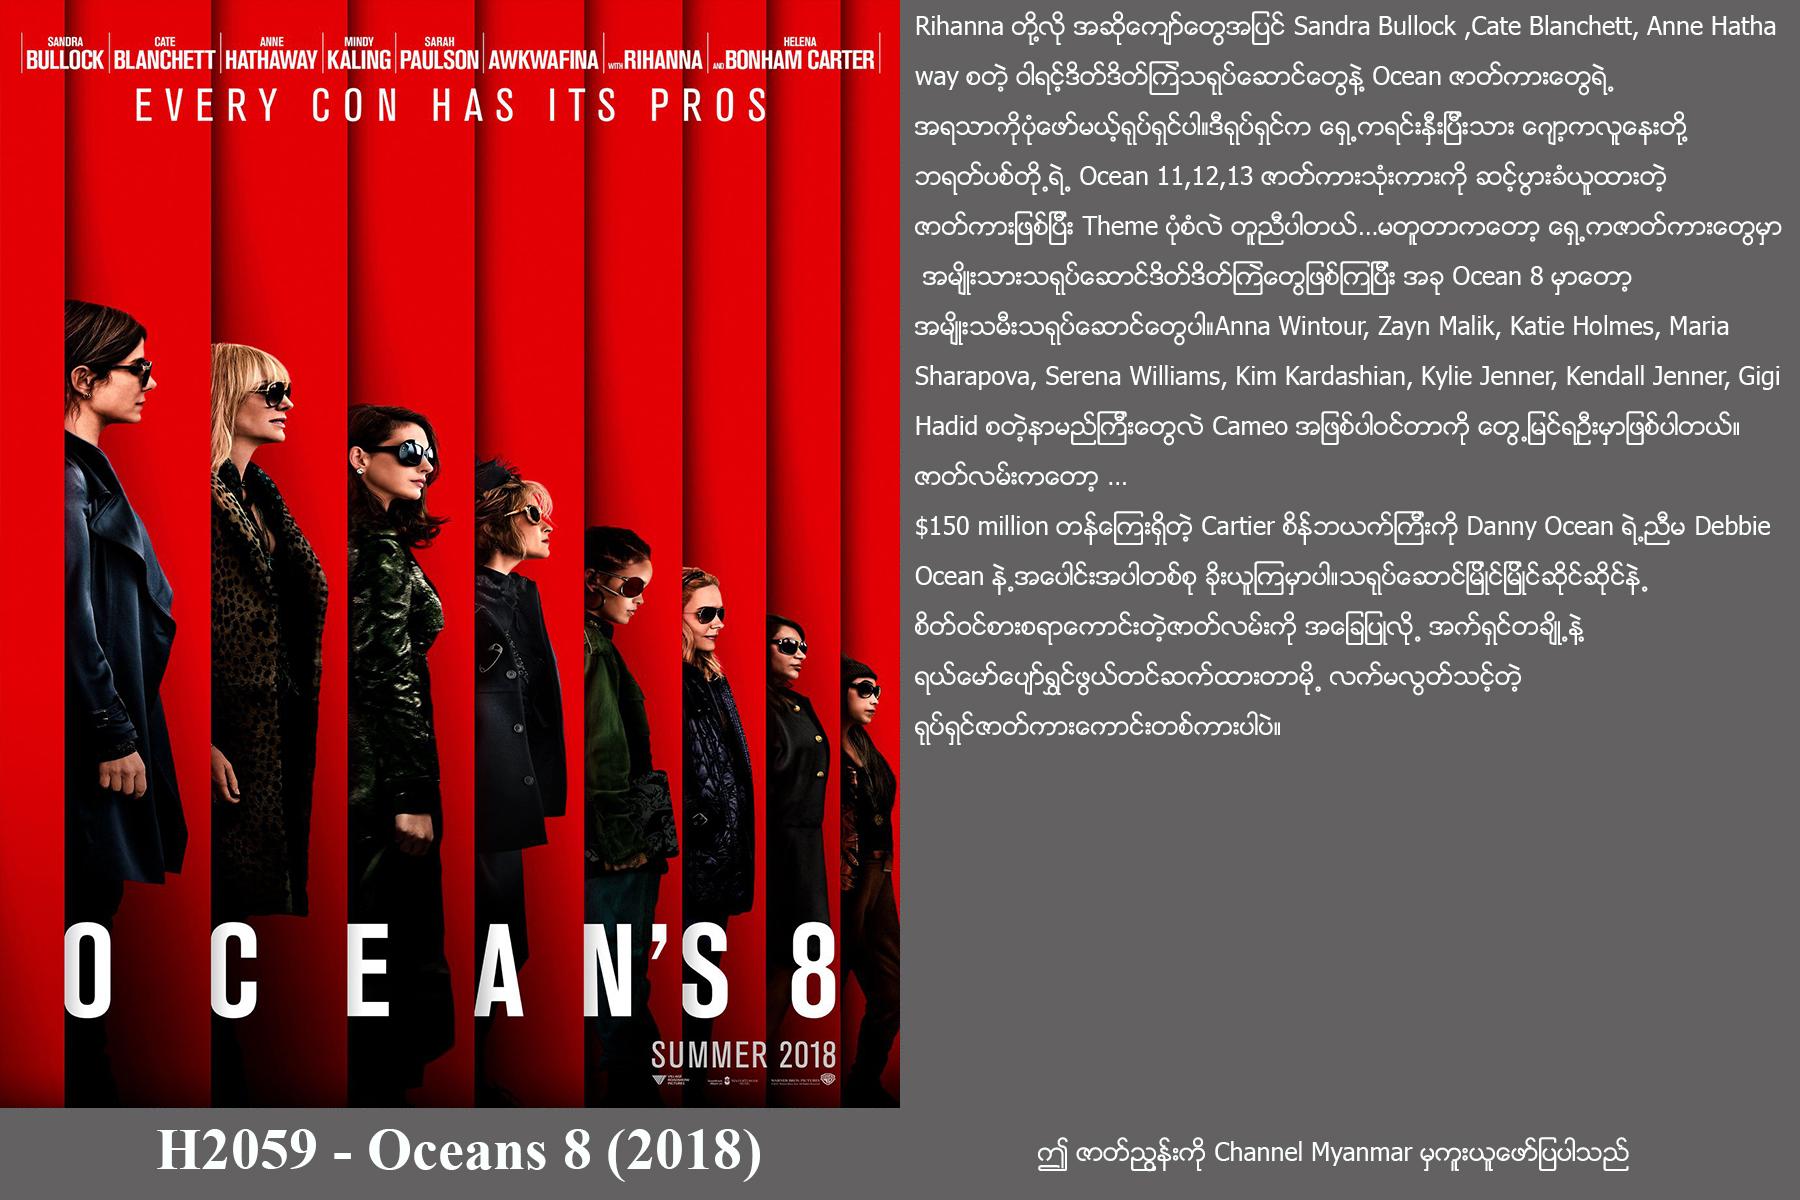 SANDRA BULLOCK
CATE BLANCHETT
ANNE HATHAWAY
MINDY KALING
SARAH PAULSON
AWKWAFINA
WITH RIHANNA
AND HELENA BONHAM CARTER
EVERY CON HAS ITS PROS
OCEAN'S 8
SUMMER 2018
H2059 - Oceans 8 (2018)
Rihanna တို့လို အဆိုကျော်တွေအပြင် Sandra Bullock ,Cate Blanchett, Anne Hatha
way စတဲ့ ဝါရင့်ဒိတ်ဒိတ်ကြဲသရုပ်ဆောင်တွေနဲ့ Ocean ဇာတ်ကားတွေရဲ့
အရသာကိုပုံဖော်မယ့်ရုပ်ရှင်ပါ။ဒီရုပ်ရှင်က ရှေ့ကရင်းနှီးပြီးသား ဂျော့ကလူနေးတို့
ဘရတ်ပစ်တို့ရဲ့ Ocean 11,12,13 ဇာတ်ကားသုံးကားကို ဆင့်ပွားခံယူထားတဲ့
ဇာတ်ကားဖြစ်ပြီး Theme ပုံစံလဲ တူညီပါတယ်...မတူတာကတော့ ရှေ့ကဇာတ်ကားတွေမှာ
အမျိုးသားသရုပ်ဆောင်ဒိတ်ဒိတ်ကြဲတွေဖြစ်ကြပြီး အခု Ocean 8 မှာတော့
အမျိုးသမီးသရုပ်ဆောင်တွေပါ။Anna Wintour, Zayn Malik, Katie Holmes, Maria
Sharapova, Serena Williams, Kim Kardashian, Kylie Jenner, Kendall Jenner, Gigi
Hadid စတဲ့နာမည်ကြီးတွေလဲ Cameo အဖြစ်ပါဝင်တာကို တွေ့မြင်ရဦးမှာဖြစ်ပါတယ်။
ဇာတ်လမ်းကတော့ ...
$150 million တန်ကြေးရှိတဲ့ Cartier စိန်ဘယက်ကြီးကို Danny Ocean ရဲ့ညီမ Debbie
Ocean နဲ့အပေါင်းအပါတစ်စု ခိုးယူကြမှာပါ။သရုပ်ဆောင်မြိုင်မြိုင်ဆိုင်ဆိုင်နဲ့
စိတ်ဝင်စားစရာကောင်းတဲ့ဇာတ်လမ်းကို အခြေပြုလို့ အက်ရှင်တချို့နဲ့
ရယ်မော်ပျော်ရွှင်ဖွယ်တင်ဆက်ထားတာမို့ လက်မလွတ်သင့်တဲ့
ရုပ်ရှင်ဇာတ်ကားကောင်းတစ်ကားပါပဲ။
ဤ ဇာတ်ညွှန်းကို Channel Myanmar မှကူးယူဖော်ပြပါသည်